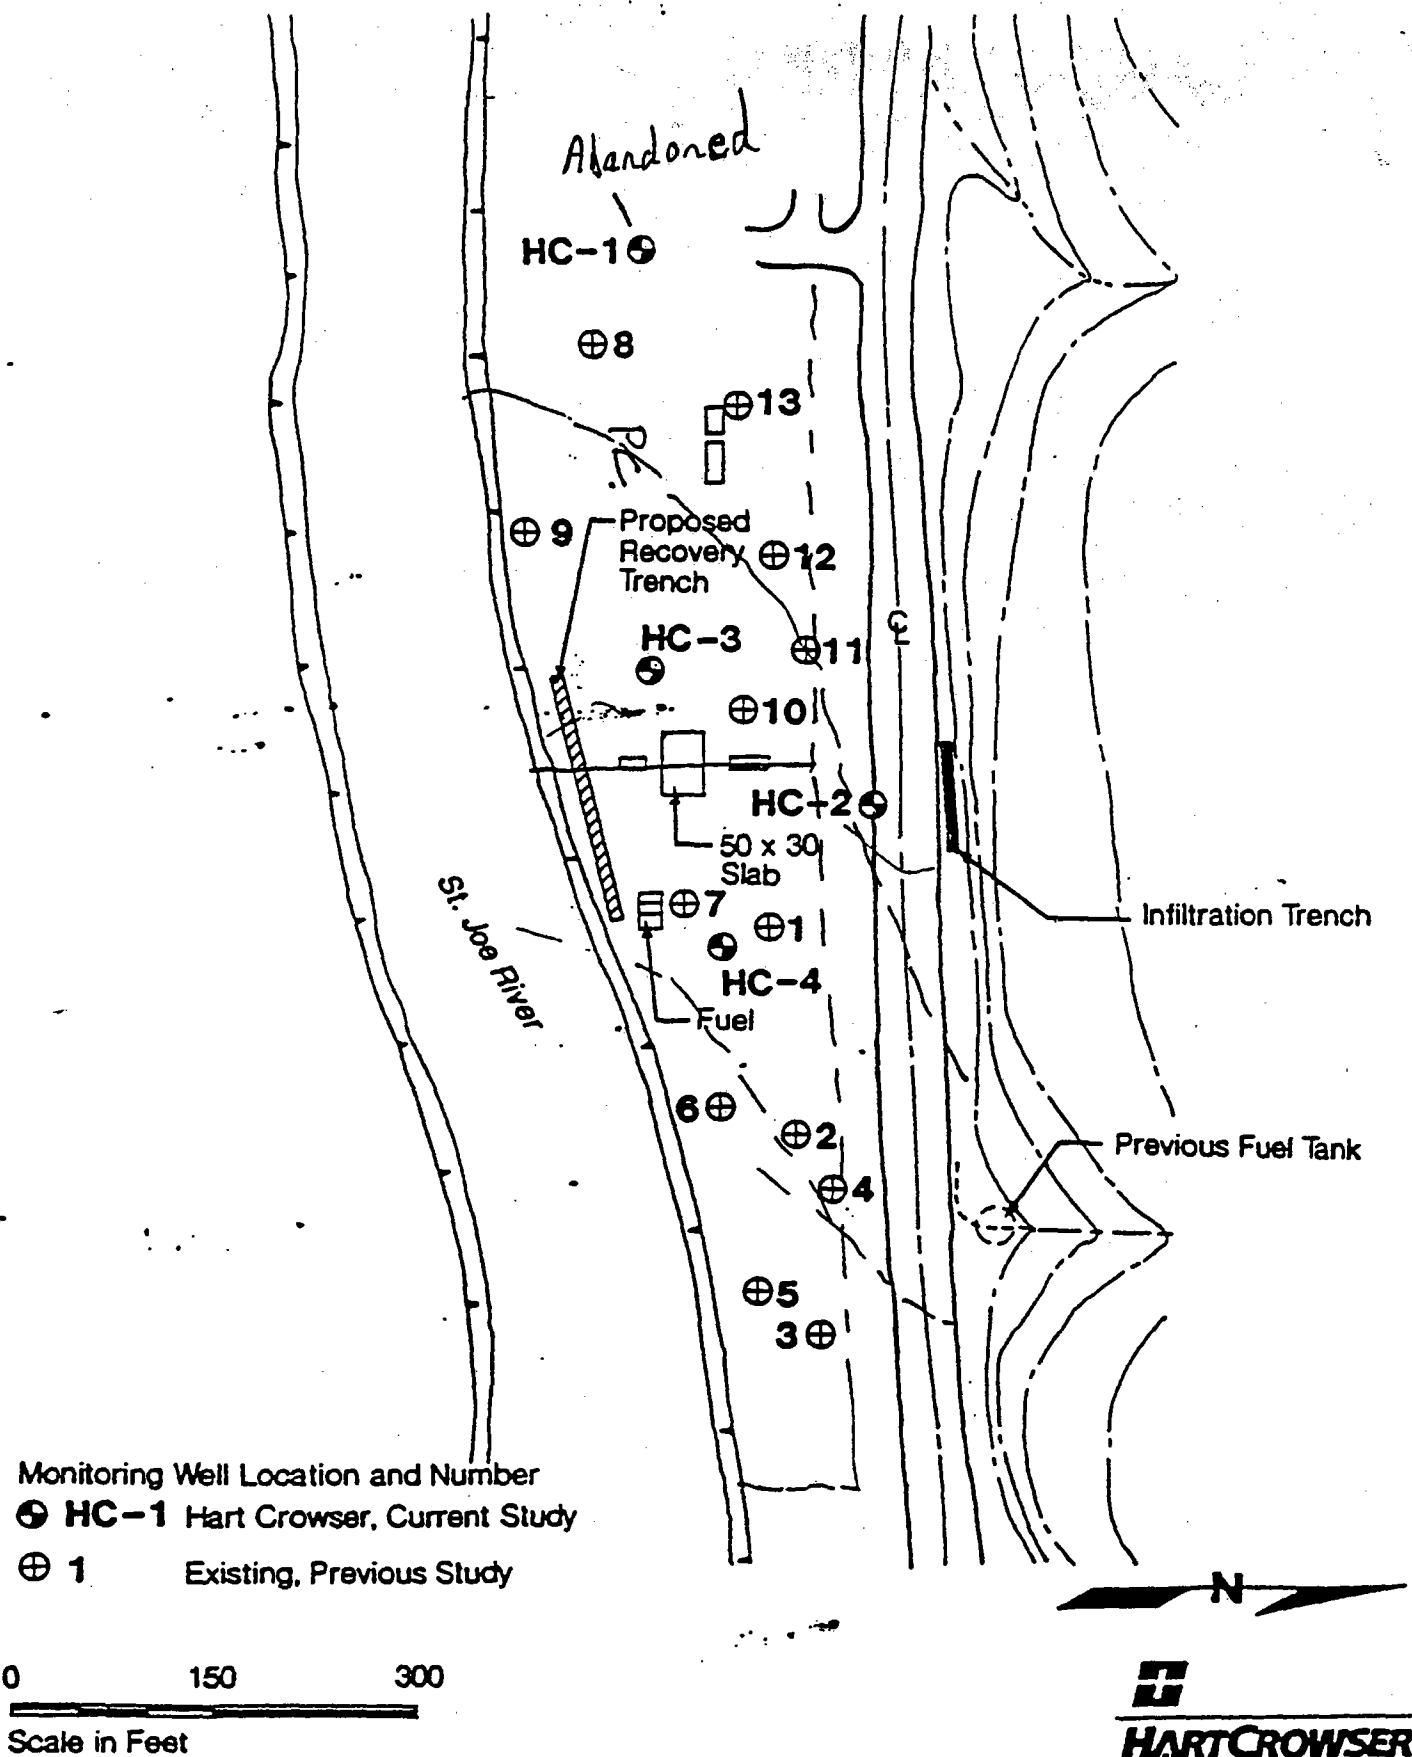 Abandoned
HC-1
8
13
P.L.
9
Proposed
Recovery
Trench
12
HC-3
11
℄
10
HC-2
50 x 30
Slab
7
1
Infiltration Trench
St. Joe River
HC-4
Fuel
6
2
Previous Fuel Tank
4
5
3
Monitoring Well Location and Number
HC-1 Hart Crowser, Current Study
1 Existing, Previous Study
N
0 150 300
Scale in Feet
HARTCROWSER